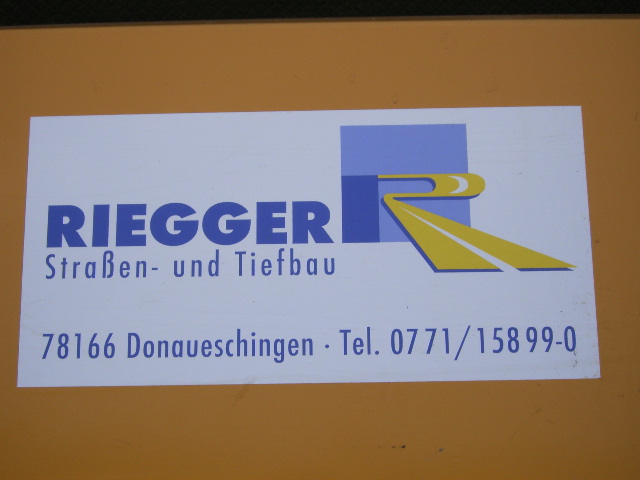 RIEGGER
Straßen- und Tiefbau
78166 Donaueschingen · Tel. 0771/15899-0